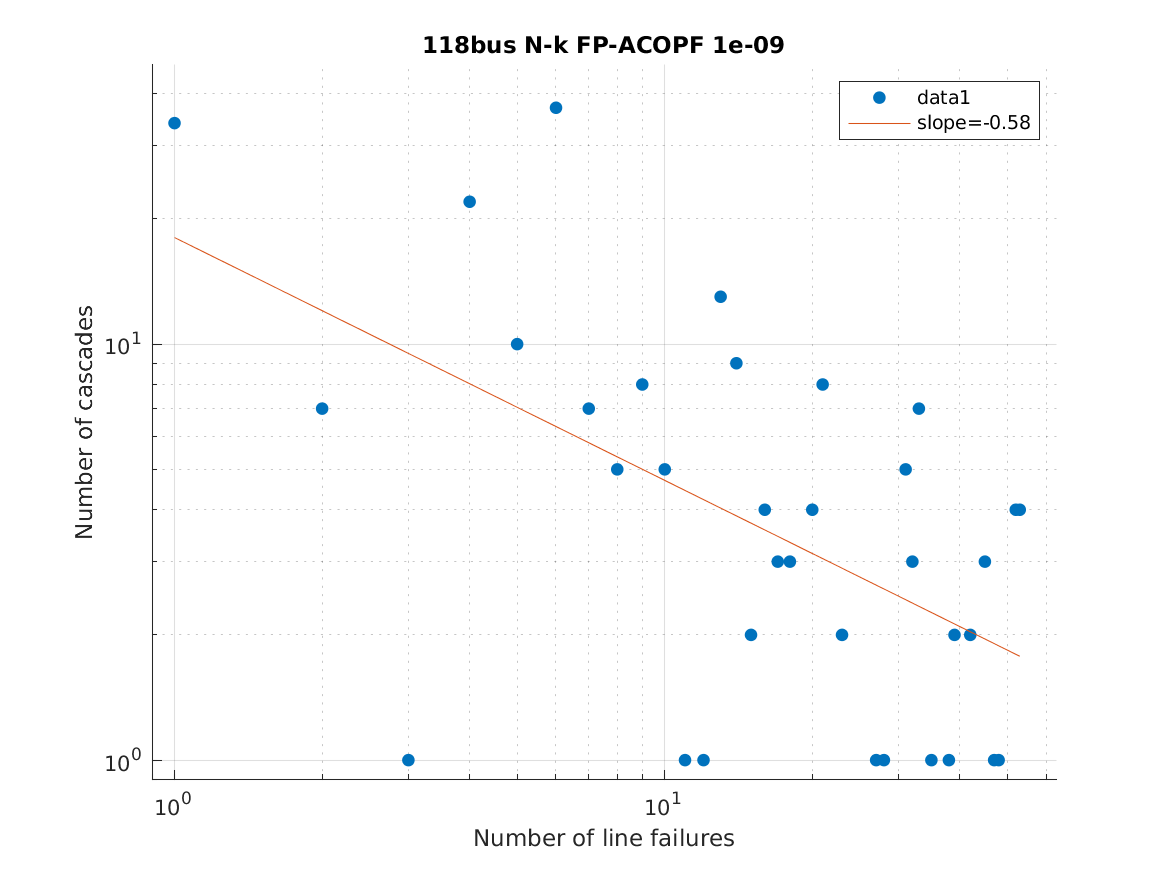 118bus N-k FP-ACOPF 1e-09
data1
slope=-0.58
Number of cascades
10^1
10^0
10^0
10^1
Number of line failures